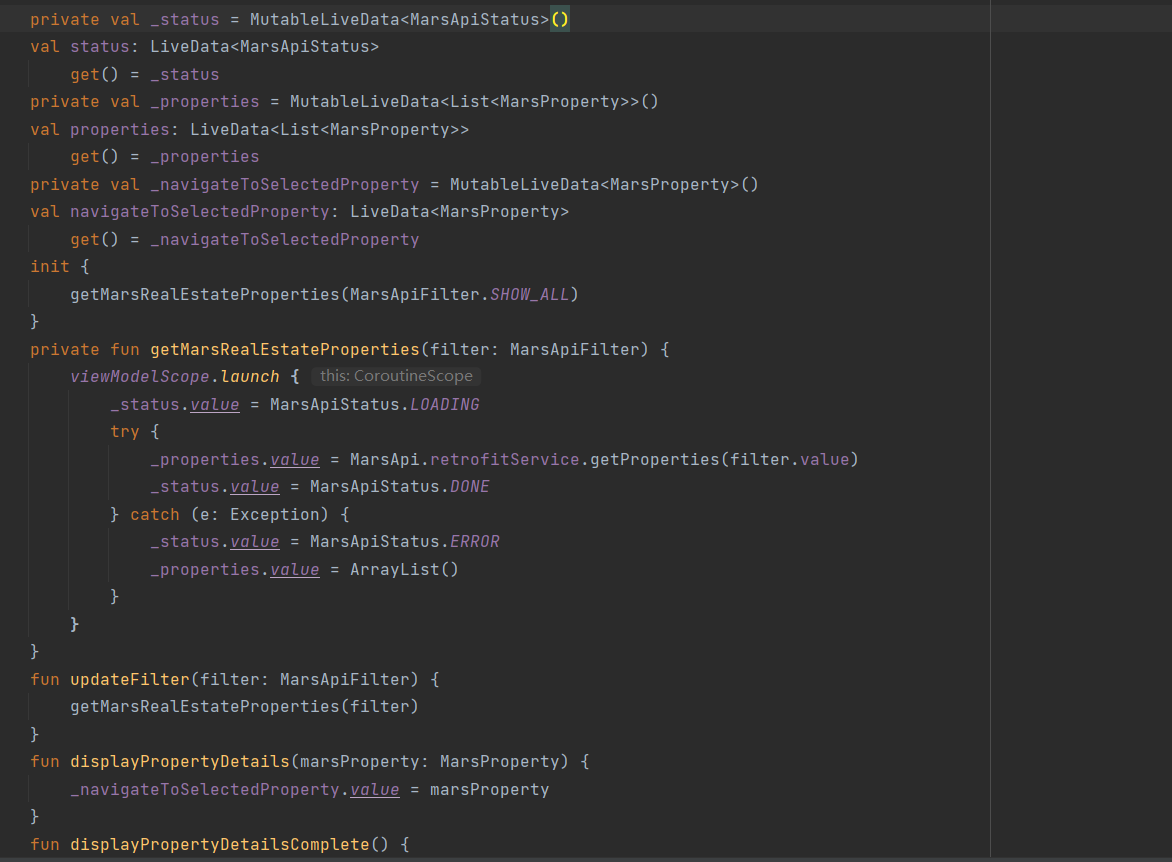 private val _status = MutableLiveData<MarsApiStatus>()
val status: LiveData<MarsApiStatus>
get() = _status
private val _properties = MutableLiveData<List<MarsProperty>>()
val properties: LiveData<List<MarsProperty>>
get() = _properties
private val _navigateToSelectedProperty = MutableLiveData<MarsProperty>()
val navigateToSelectedProperty: LiveData<MarsProperty>
get() = _navigateToSelectedProperty
init {
getMarsRealEstateProperties(MarsApiFilter.SHOW_ALL)
}
private fun getMarsRealEstateProperties(filter: MarsApiFilter) {
viewModelScope.launch { this: CoroutineScope
_status.value = MarsApiStatus.LOADING
try {
_properties.value = MarsApi.retrofitService.getProperties(filter.value)
_status.value = MarsApiStatus.DONE
} catch (e: Exception) {
_status.value = MarsApiStatus.ERROR
_properties.value = ArrayList()
}
}
}
fun updateFilter(filter: MarsApiFilter) {
getMarsRealEstateProperties(filter)
}
fun displayPropertyDetails(marsProperty: MarsProperty) {
_navigateToSelectedProperty.value = marsProperty
}
fun displayPropertyDetailsComplete() {